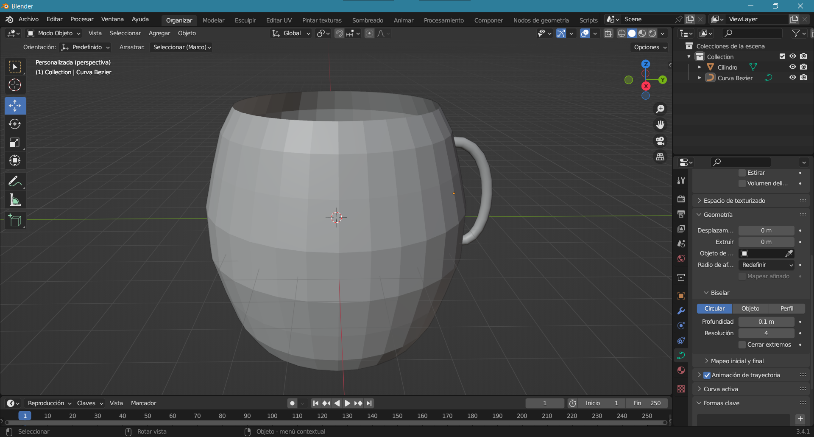 Blender
Archivo Editar Procesar Ventana Ayuda Organizar Modelar Esculpir Editar UV Pintar texturas Sombreado Animar Procesamiento Componer Nodos de geometría Scripts Scene ViewLayer
Modo Objeto Vista Seleccionar Agregar Objeto Global
Orientación: Predefinido Arrastrar: Seleccionar (Marco) Opciones
Personalizada (perspectiva)
(1) Collection | Curva Bezier
Z
Y
X
Colecciones de la escena
Collection
Cilindro
Curva Bezier
Estirar
Volumen deli...
Espacio de texturizado
Geometría
Desplazam... 0 m
Extruir 0 m
Objeto de ...
Radio de af... Redefinir
Mapear afinado
Biselar
Circular Objeto Perfil
Profundidad 0.1 m
Resolución 4
Cerrar extremos
Mapeo inicial y final
Animación de trayectoria
Curva activa
Formas clave
Reproducción Claves Vista Marcador 1 Inicio 1 Fin 250
1 10 20 30 40 50 60 70 80 90 100 110 120 130 140 150 160 170 180 190 200 210 220 230 240 250
Seleccionar Rotar vista Objeto - menú contextual 3.4.1